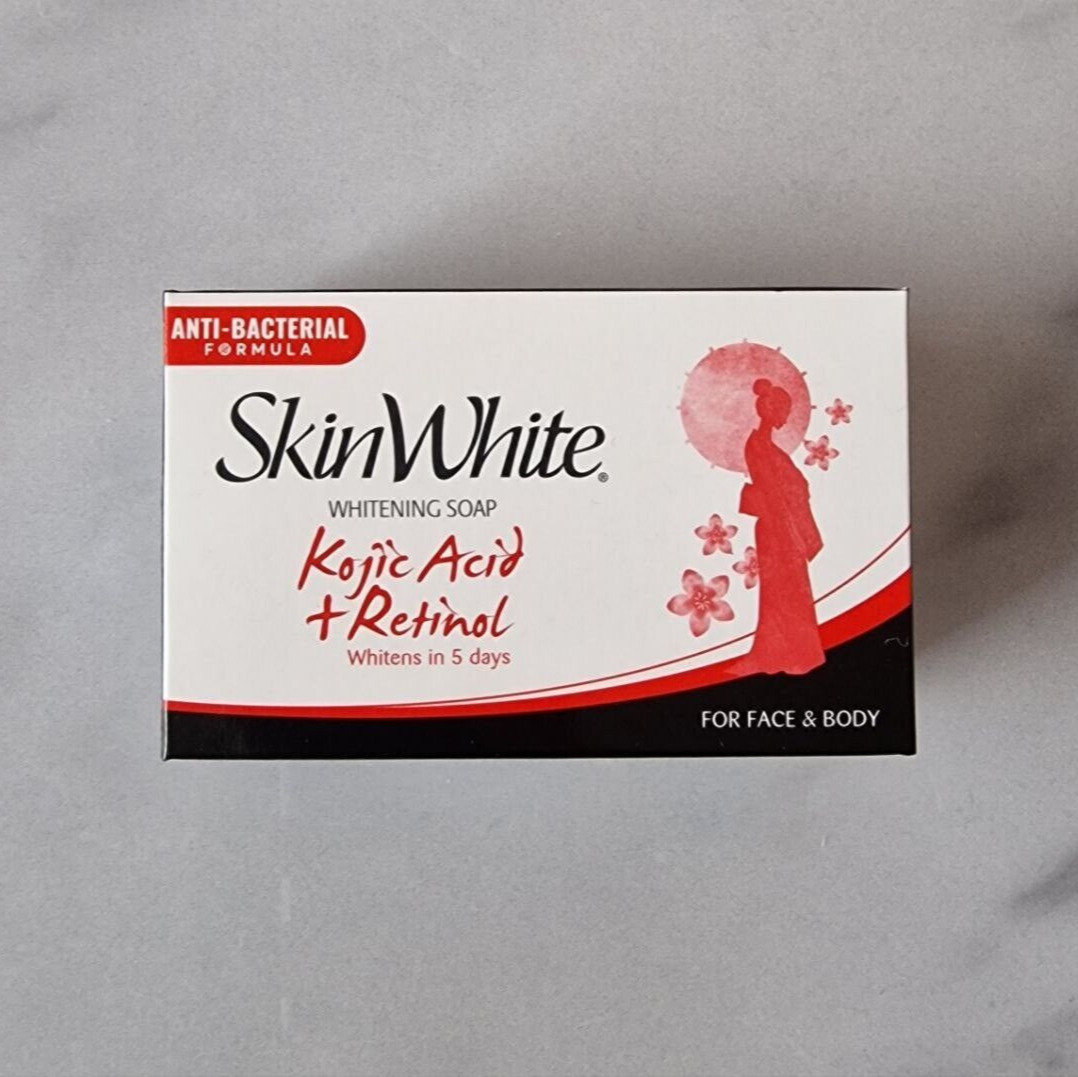 ANTI-BACTERIAL
FORMULA
SkinWhite®
WHITENING SOAP
Kojic Acid
+Retinol
Whitens in 5 days
FOR FACE & BODY